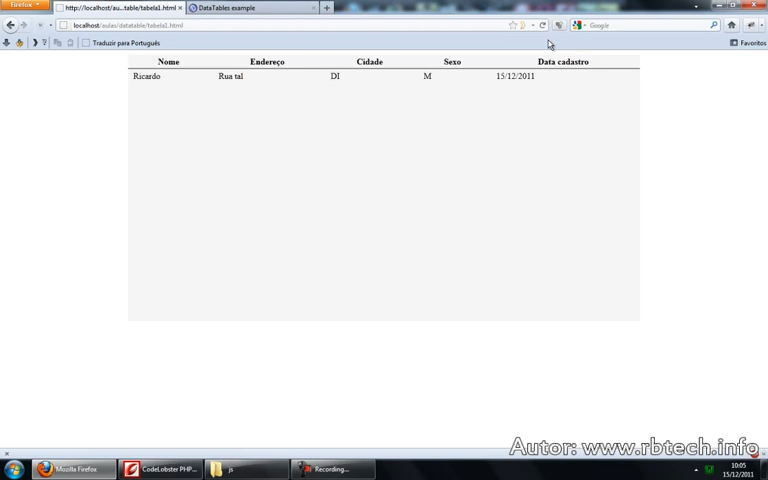 Firefox
http://localhost/au...table/tabela1.html
DataTables example
localhost/aulas/datatable/tabela1.html
Google
Traduzir para Português
Favoritos
Nome Endereço Cidade Sexo Data cadastro
Ricardo Rua tal DI M 15/12/2011
Autor: www.rbtech.info
Mozilla Firefox
CodeLobster PHP...
js
Recording...
10:05
15/12/2011